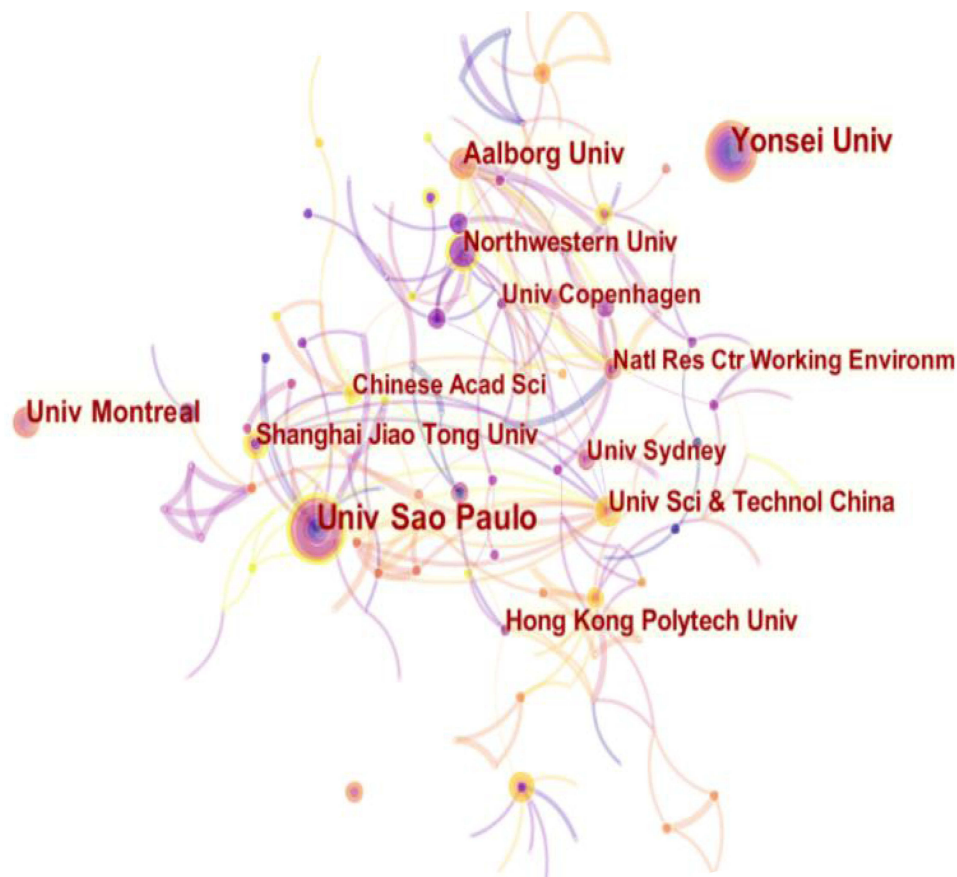 Yonsei Univ
Aalborg Univ
Northwestern Univ
Univ Copenhagen
Natl Res Ctr Working Environm
Chinese Acad Sci
Univ Montreal
Shanghai Jiao Tong Univ
Univ Sydney
Univ Sci & Technol China
Univ Sao Paulo
Hong Kong Polytech Univ